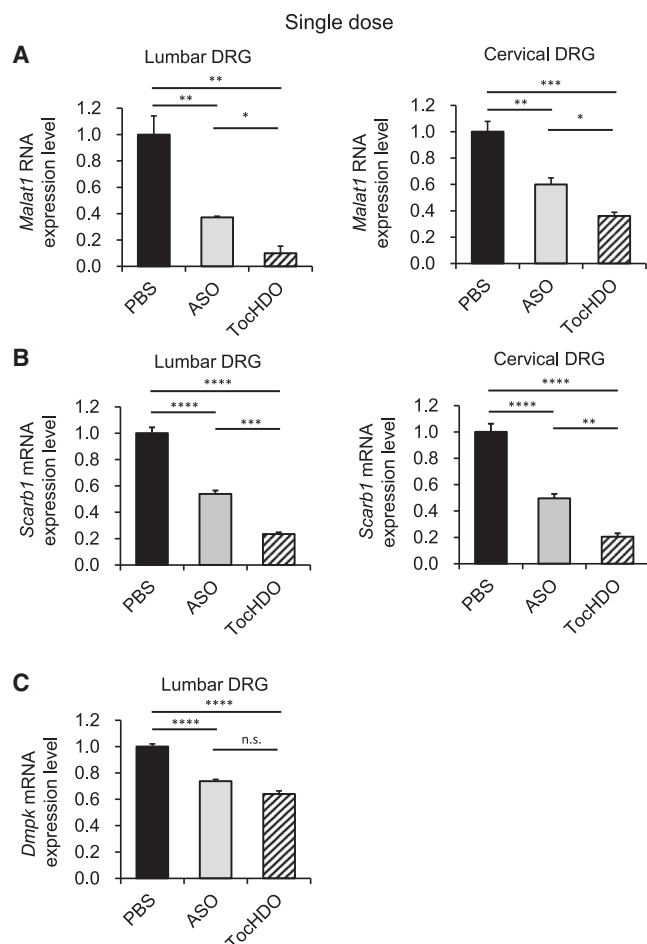 Single dose
A
Lumbar DRG
**
**
*
Malat1 RNA
expression level
1.2
1.0
0.8
0.6
0.4
0.2
0.0
PBS
ASO
TocHDO
Cervical DRG
***
**
*
Malat1 RNA
expression level
1.2
1.0
0.8
0.6
0.4
0.2
0.0
PBS
ASO
TocHDO
B
Lumbar DRG
****
****
***
Scarb1 mRNA
expression level
1.2
1.0
0.8
0.6
0.4
0.2
0.0
PBS
ASO
TocHDO
Cervical DRG
****
****
**
Scarb1 mRNA
expression level
1.2
1.0
0.8
0.6
0.4
0.2
0.0
PBS
ASO
TocHDO
C
Lumbar DRG
****
****
n.s.
Dmpk mRNA
expression level
1.2
1.0
0.8
0.6
0.4
0.2
0.0
PBS
ASO
TocHDO